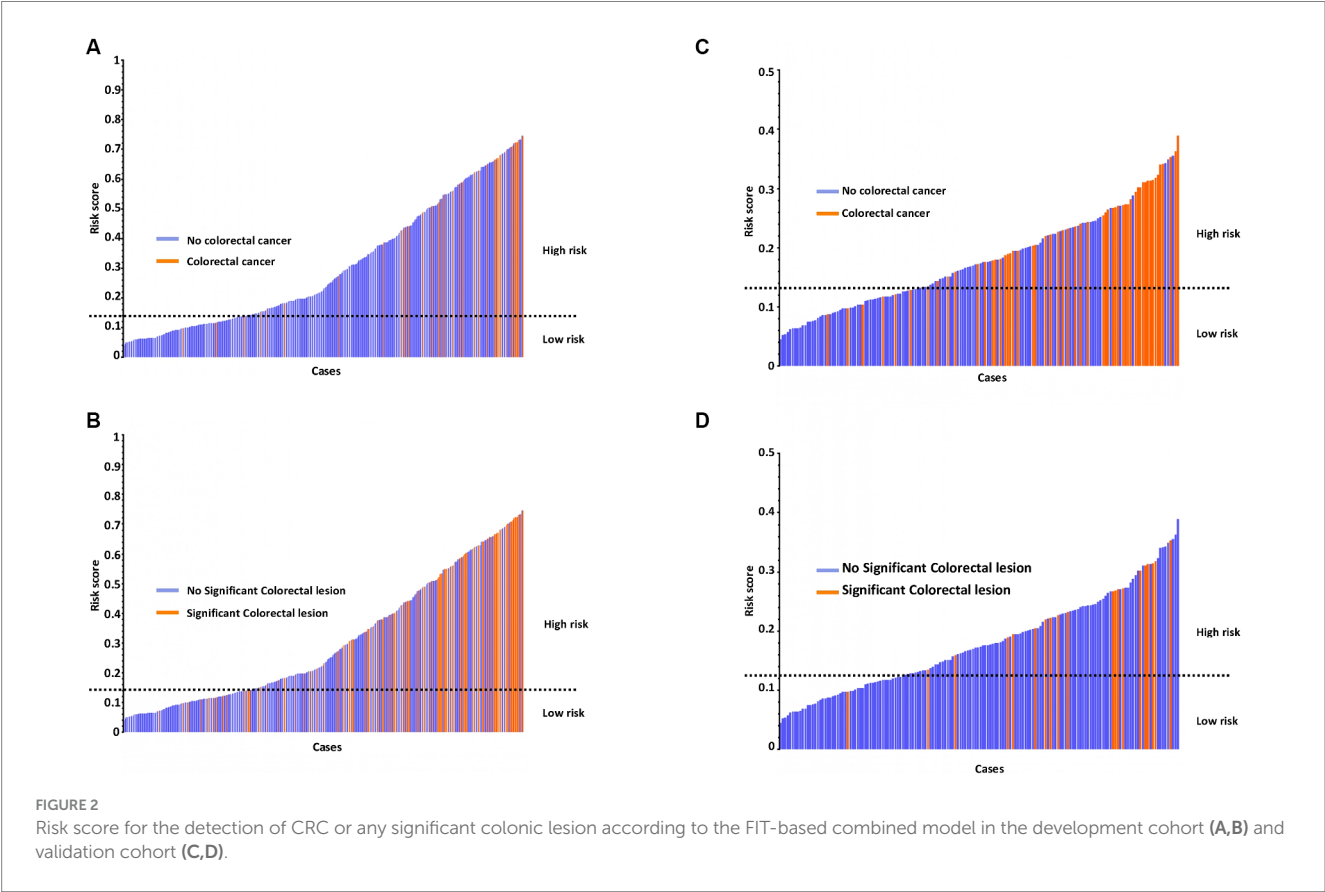 A
1
0.9
0.8
0.7
0.6
0.5
0.4
0.3
0.2
0.1
0
Risk score
No colorectal cancer
Colorectal cancer
High risk
Low risk
Cases
B
1
0.9
0.8
0.7
0.6
0.5
0.4
0.3
0.2
0.1
0
Risk score
No Significant Colorectal lesion
Significant Colorectal lesion
High risk
Low risk
Cases
C
0.5
0.4
0.3
0.2
0.1
0
Risk score
No colorectal cancer
Colorectal cancer
High risk
Low risk
Cases
D
0.5
0.4
0.3
0.2
0.1
0
Risk score
No Significant Colorectal lesion
Significant Colorectal lesion
High risk
Low risk
Cases
FIGURE 2
Risk score for the detection of CRC or any significant colonic lesion according to the FIT-based combined model in the development cohort (A,B) and
validation cohort (C,D).